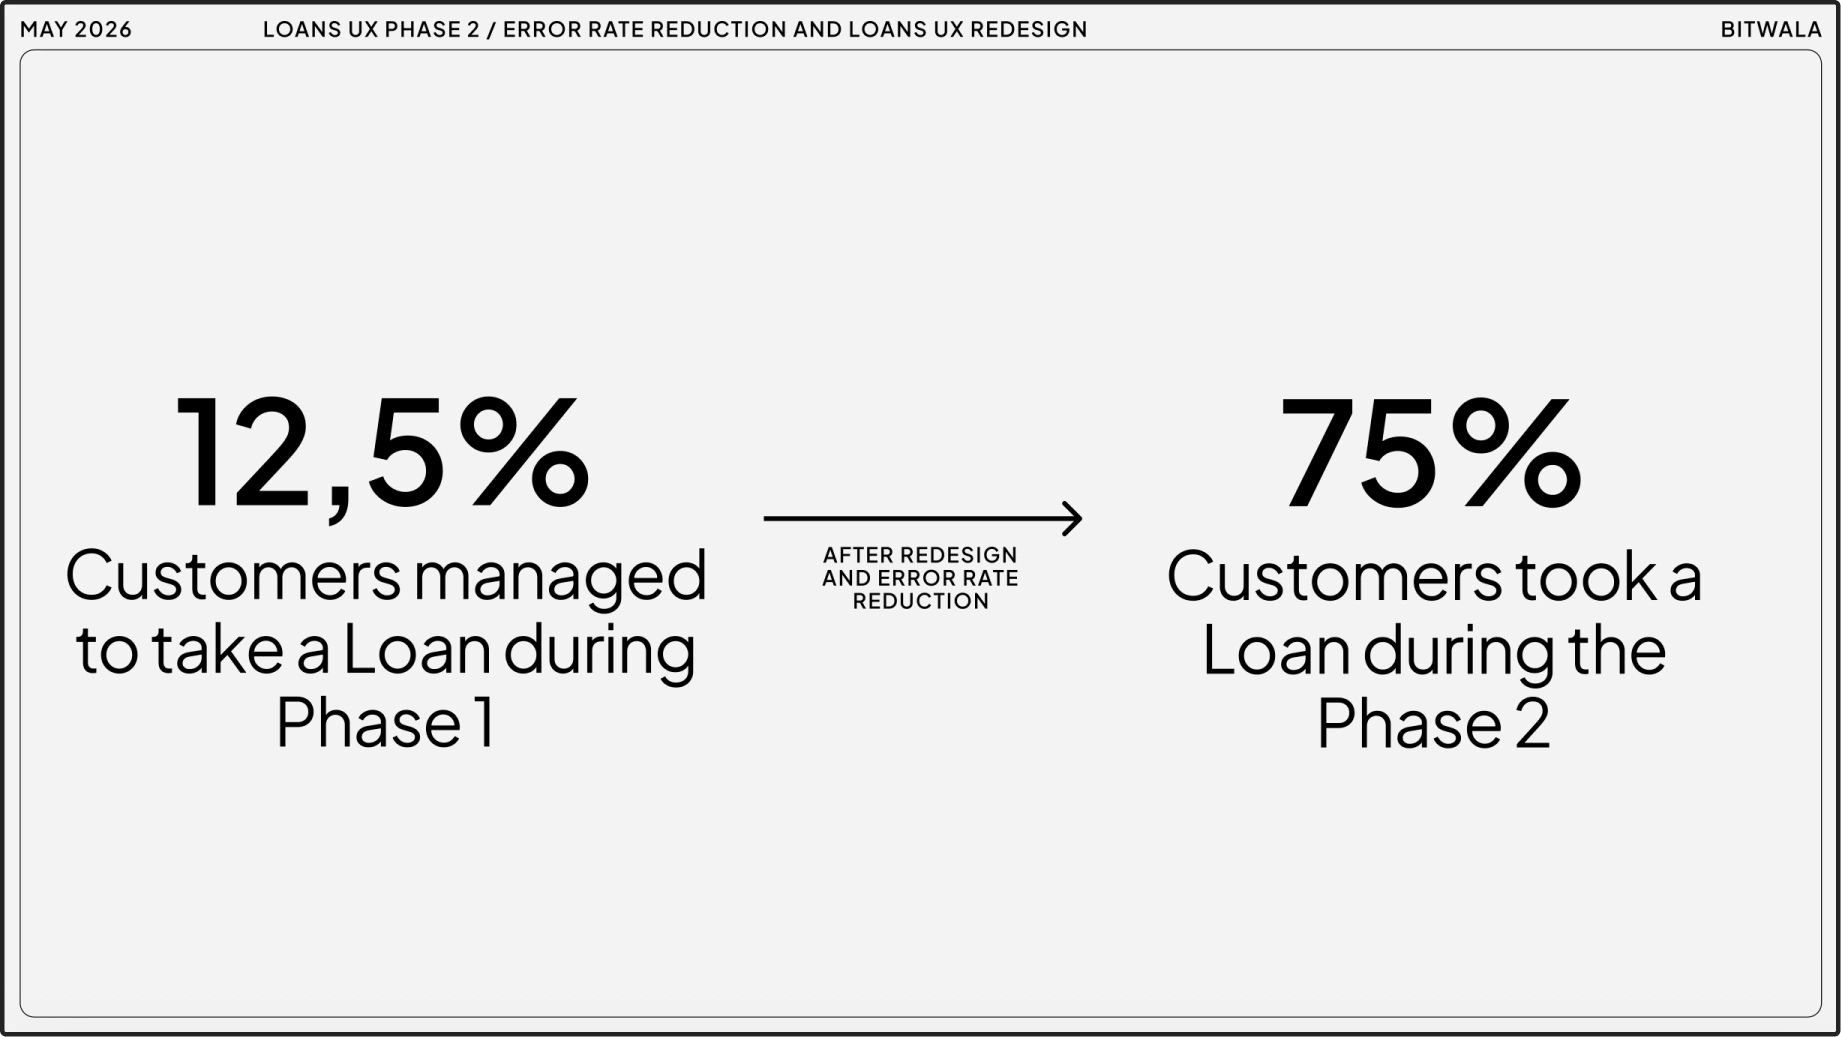 MAY 2026
LOANS UX PHASE 2 / ERROR RATE REDUCTION AND LOANS UX REDESIGN
BITWALA
12,5%
Customers managed
to take a Loan during
Phase 1
AFTER REDESIGN
AND ERROR RATE
REDUCTION
75%
Customers took a
Loan during the
Phase 2